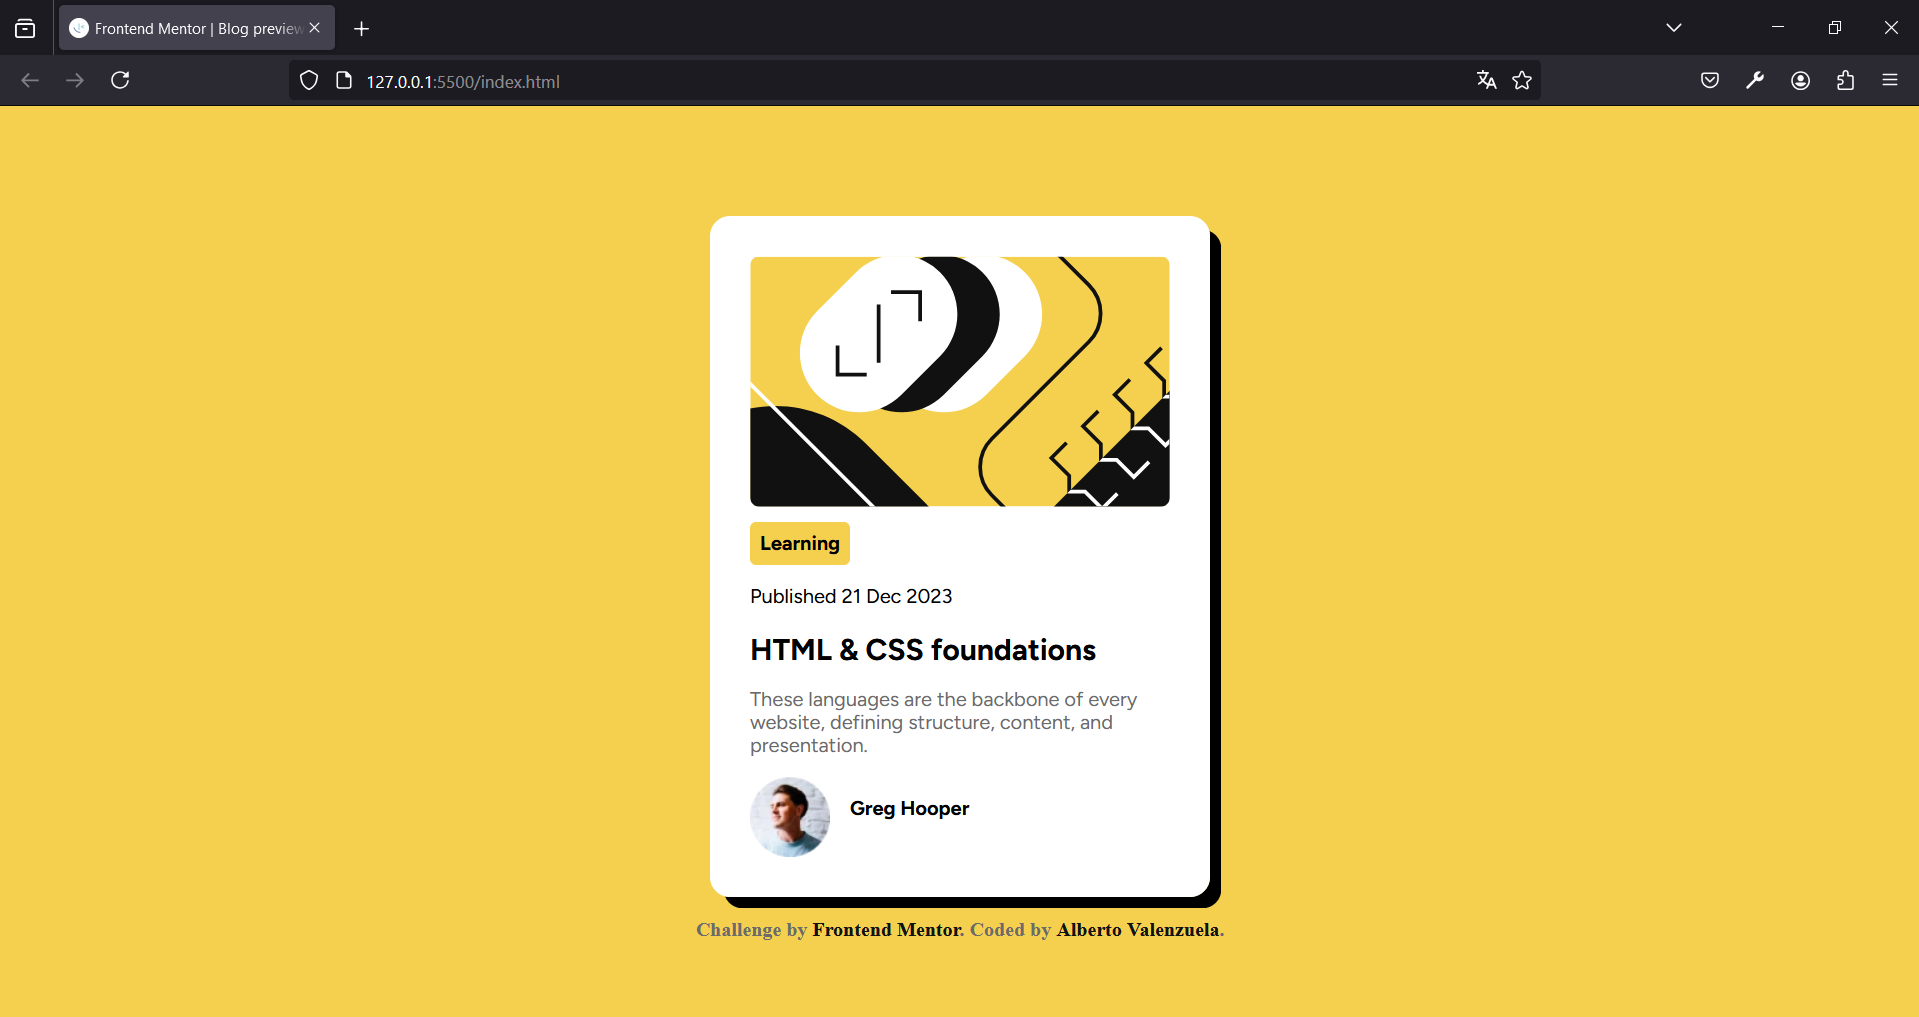 Frontend Mentor | Blog preview
127.0.0.1:5500/index.html
Learning
Published 21 Dec 2023
HTML & CSS foundations
These languages are the backbone of every
website, defining structure, content, and
presentation.
Greg Hooper
Challenge by Frontend Mentor. Coded by Alberto Valenzuela.